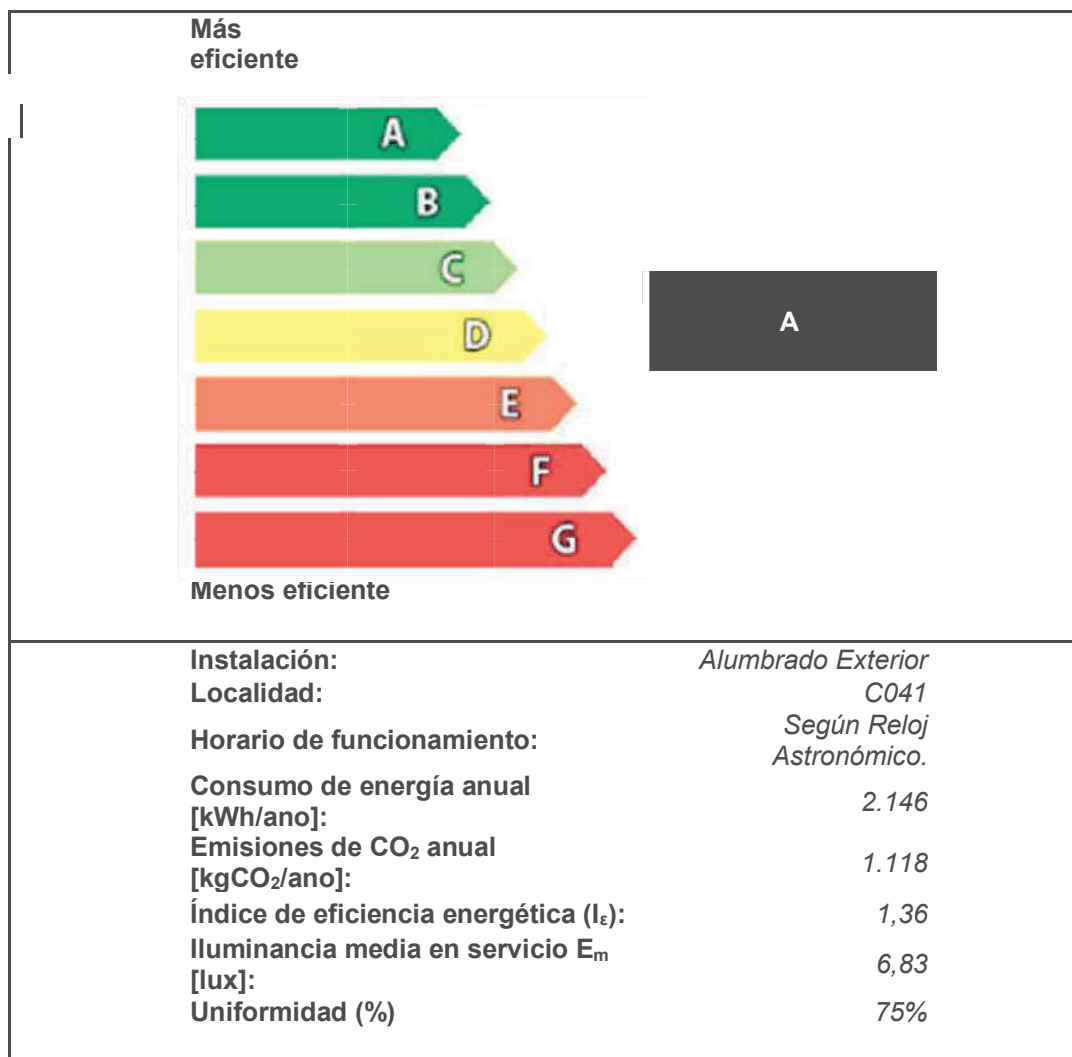 Más
eficiente
A
B
C
D
A
E
F
G
Menos eficiente
Instalación: Alumbrado Exterior
Localidad: C041
Horario de funcionamiento: Según Reloj
Astronómico.
Consumo de energía anual
[kWh/ano]: 2.146
Emisiones de CO₂ anual
[kgCO₂/ano]: 1.118
Índice de eficiencia energética (Iε): 1,36
Iluminancia media en servicio Eₘ
[lux]: 6,83
Uniformidad (%) 75%